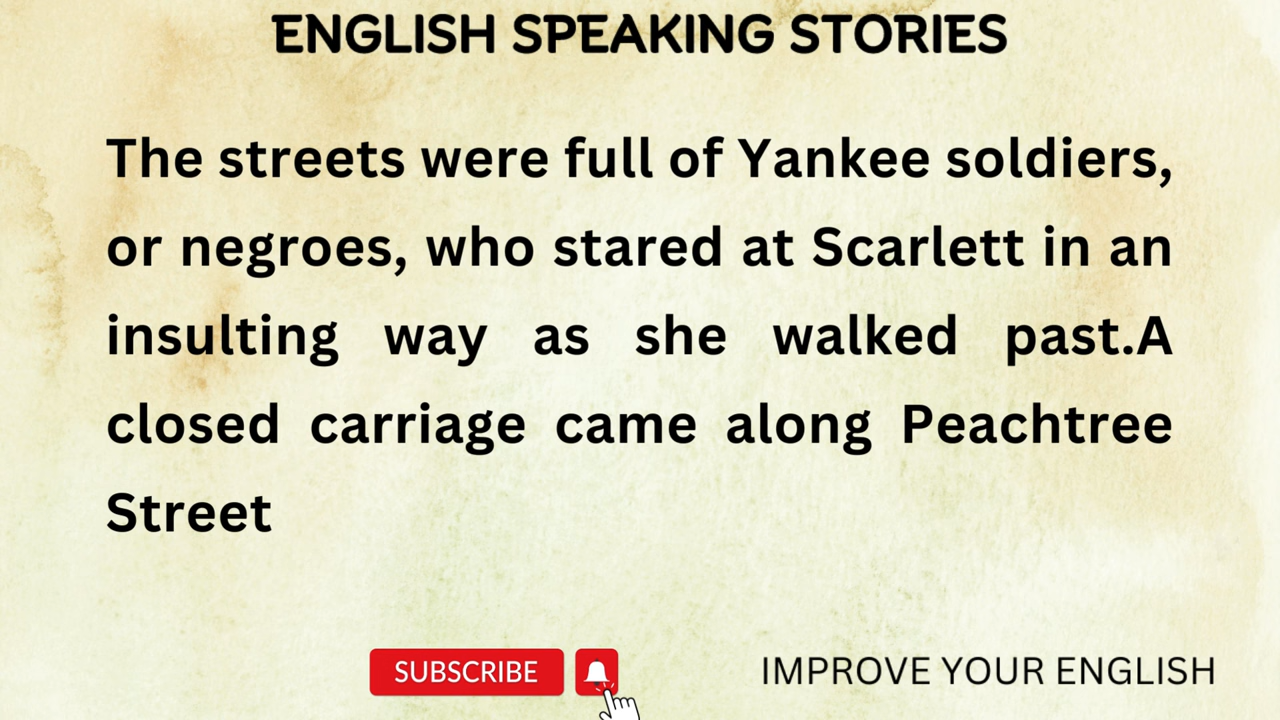 ENGLISH SPEAKING STORIES
The streets were full of Yankee soldiers,
or negroes, who stared at Scarlett in an
insulting way as she walked past.A
closed carriage came along Peachtree
Street
SUBSCRIBE
IMPROVE YOUR ENGLISH